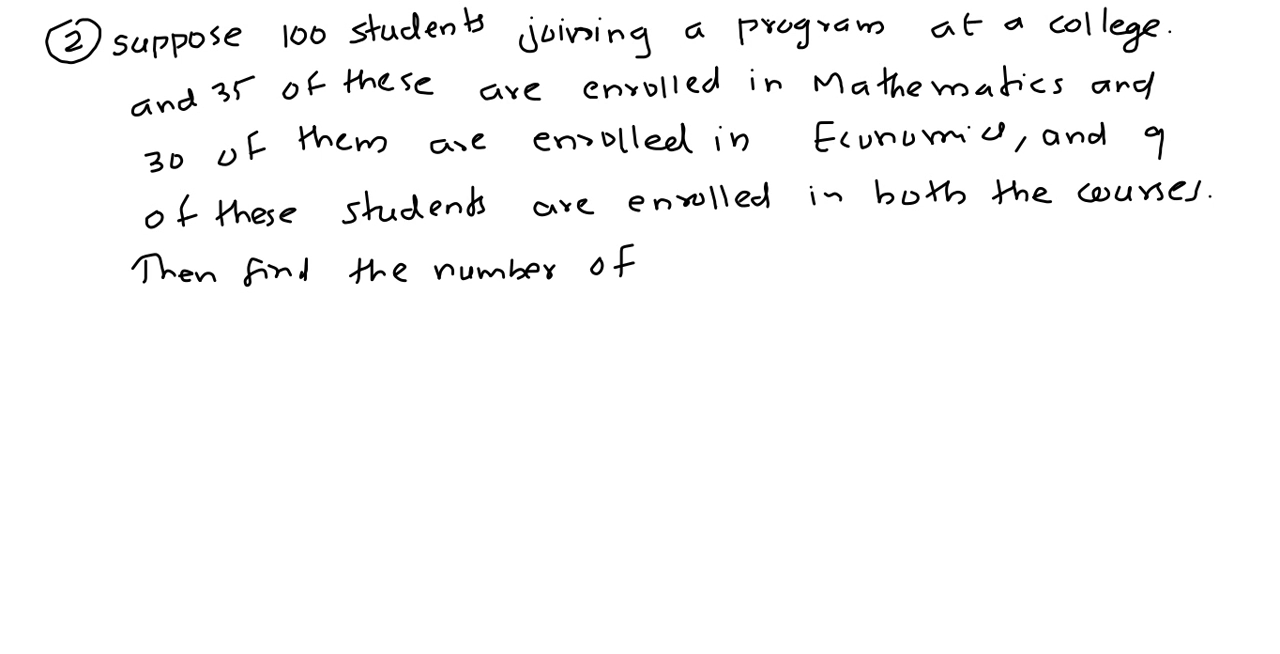 ② suppose 100 students joining a program at a college.
and 35 of these are enrolled in Mathematics and
30 of them are enrolled in Economics, and 9
of these students are enrolled in both the courses.
Then find the number of